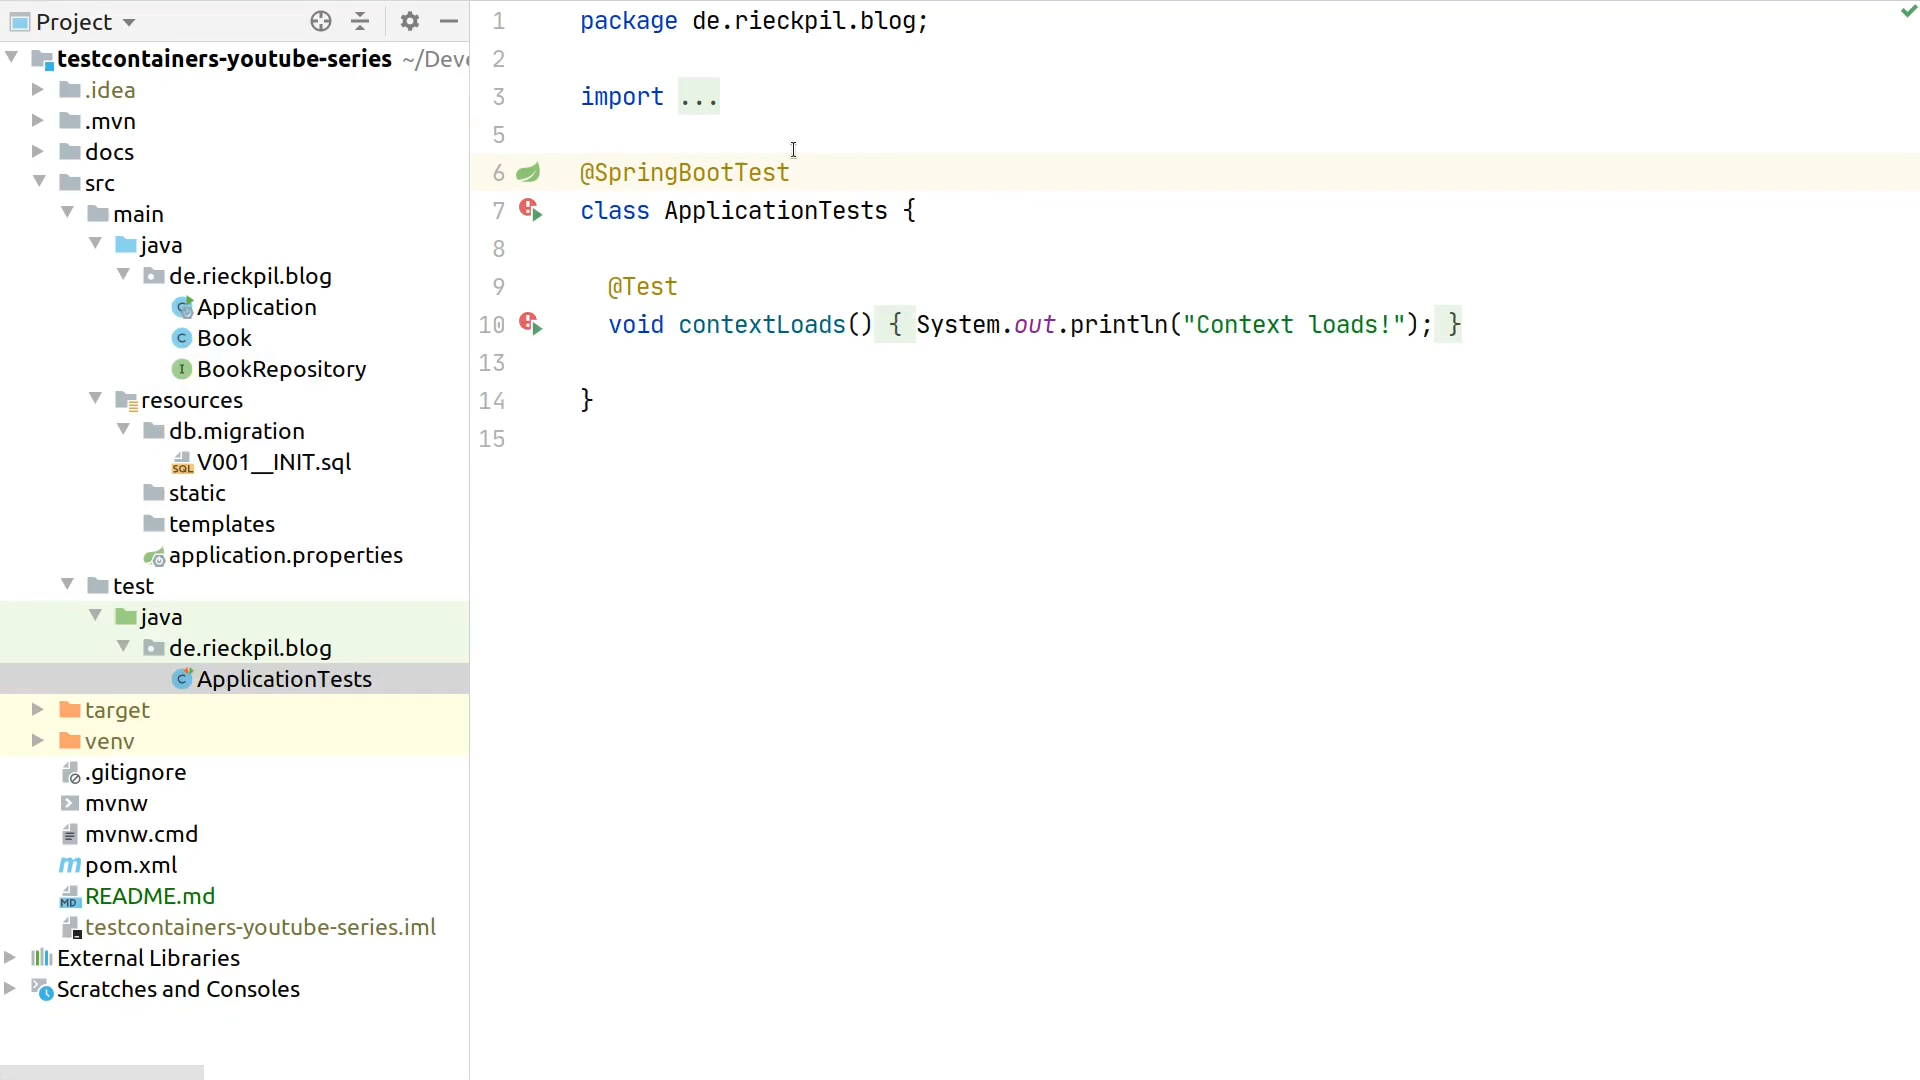 Project
testcontainers-youtube-series ~/Deve
.idea
.mvn
docs
src
main
java
de.rieckpil.blog
Application
Book
BookRepository
resources
db.migration
V001__INIT.sql
static
templates
application.properties
test
java
de.rieckpil.blog
ApplicationTests
target
venv
.gitignore
mvnw
mvnw.cmd
pom.xml
README.md
testcontainers-youtube-series.iml
External Libraries
Scratches and Consoles
1 package de.rieckpil.blog;
2
3 import ...
5
6 @SpringBootTest
7 class ApplicationTests {
8
9 @Test
10 void contextLoads() { System.out.println("Context loads!"); }
13
14 }
15